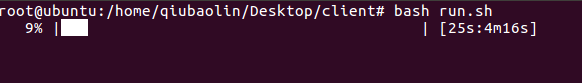 root@ubuntu:/home/qiubaolin/Desktop/client# bash run.sh
9% |███ | [25s:4m16s]